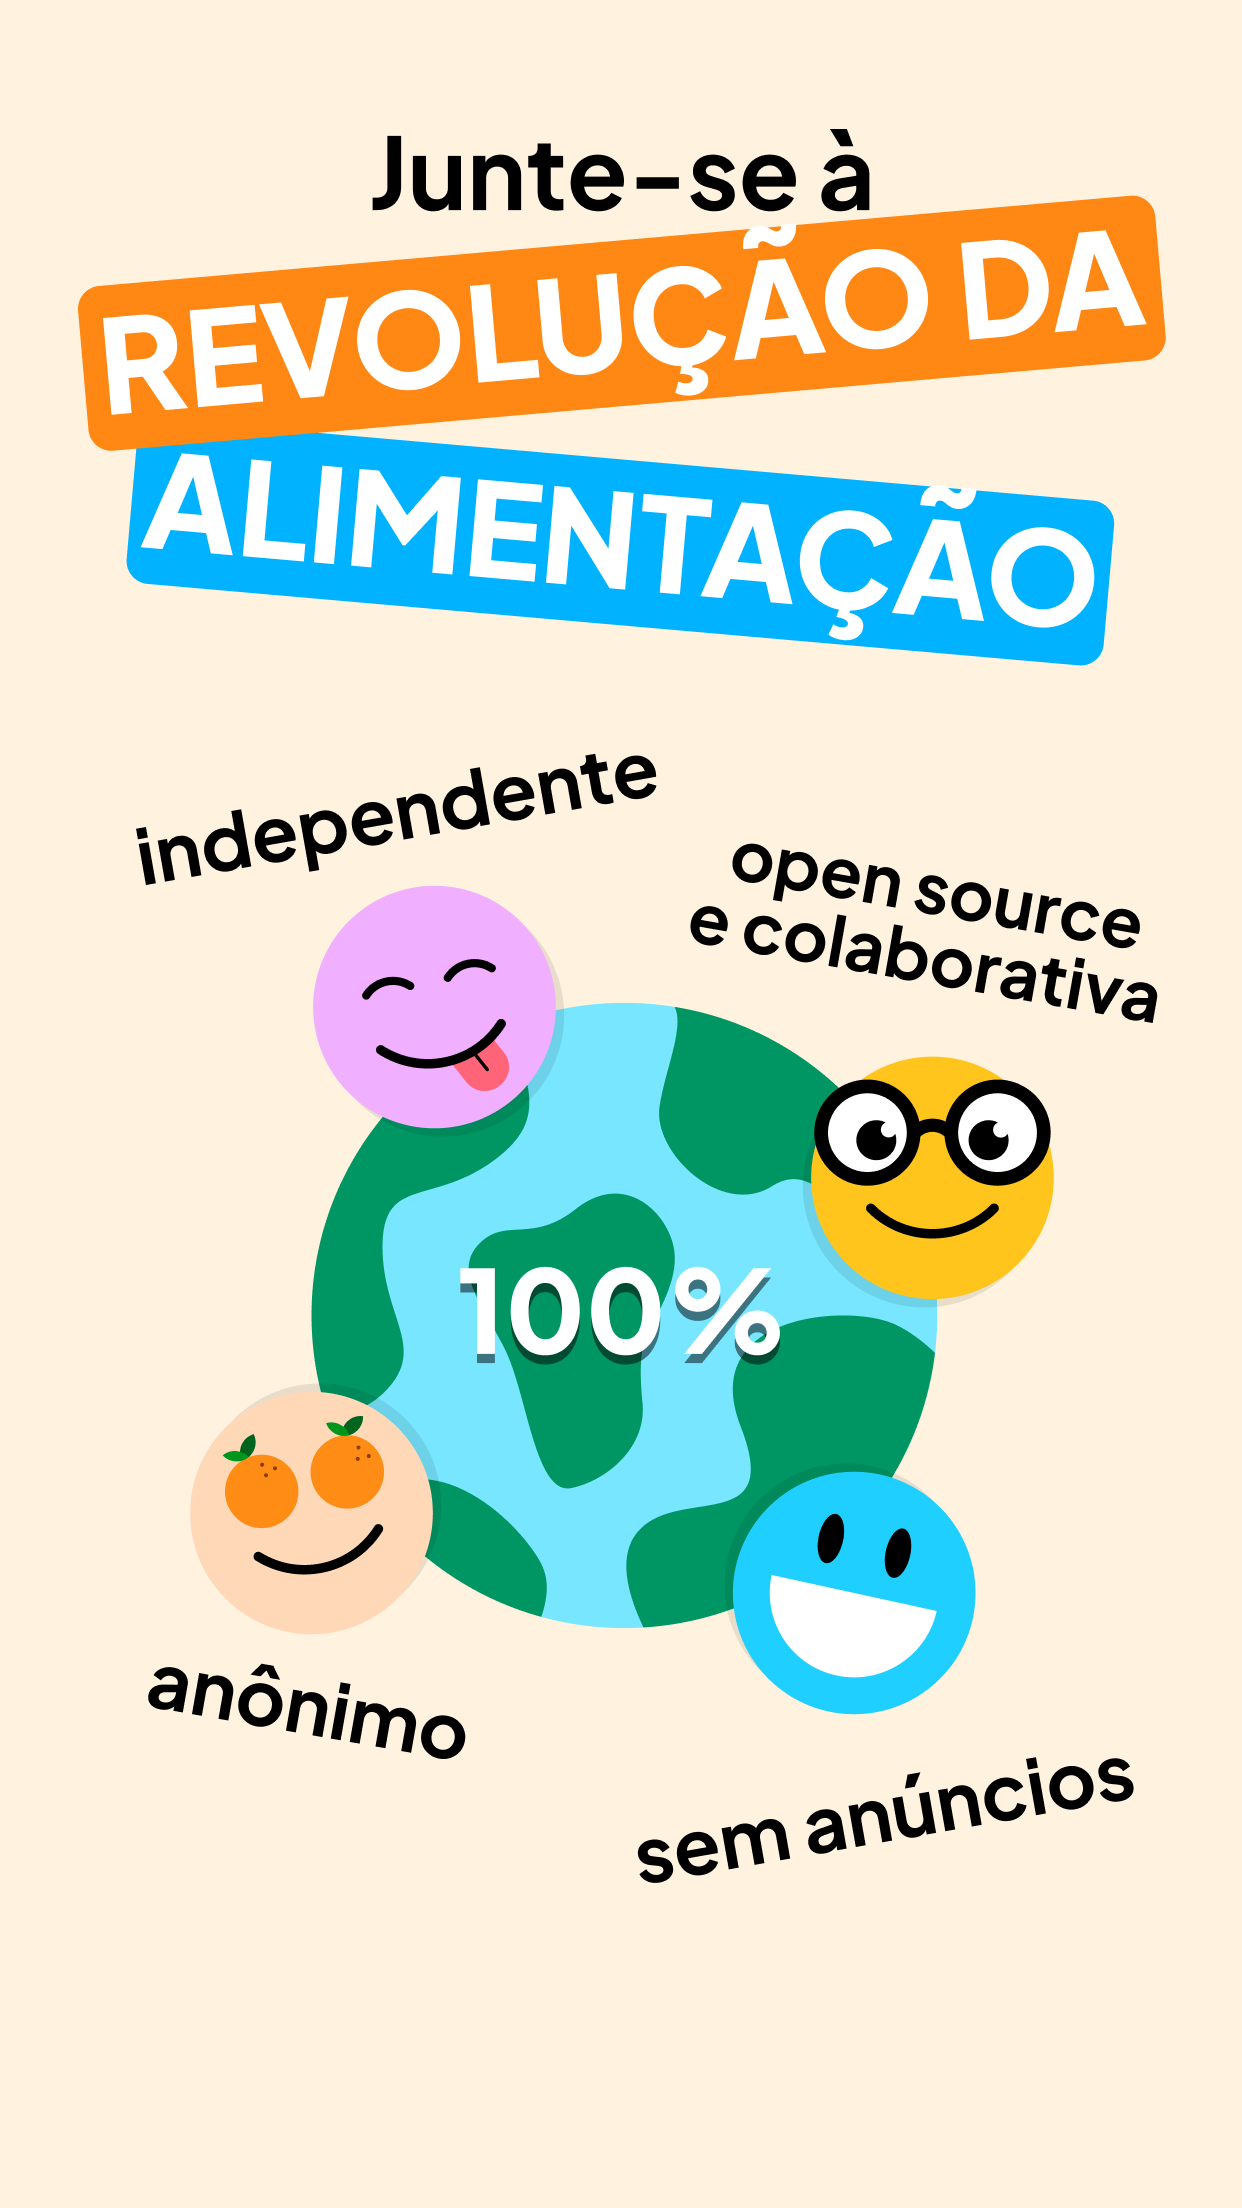 Junte-se à
REVOLUÇÃO DA
ALIMENTAÇÃO
independente
open source
e colaborativa
100%
anônimo
sem anúncios